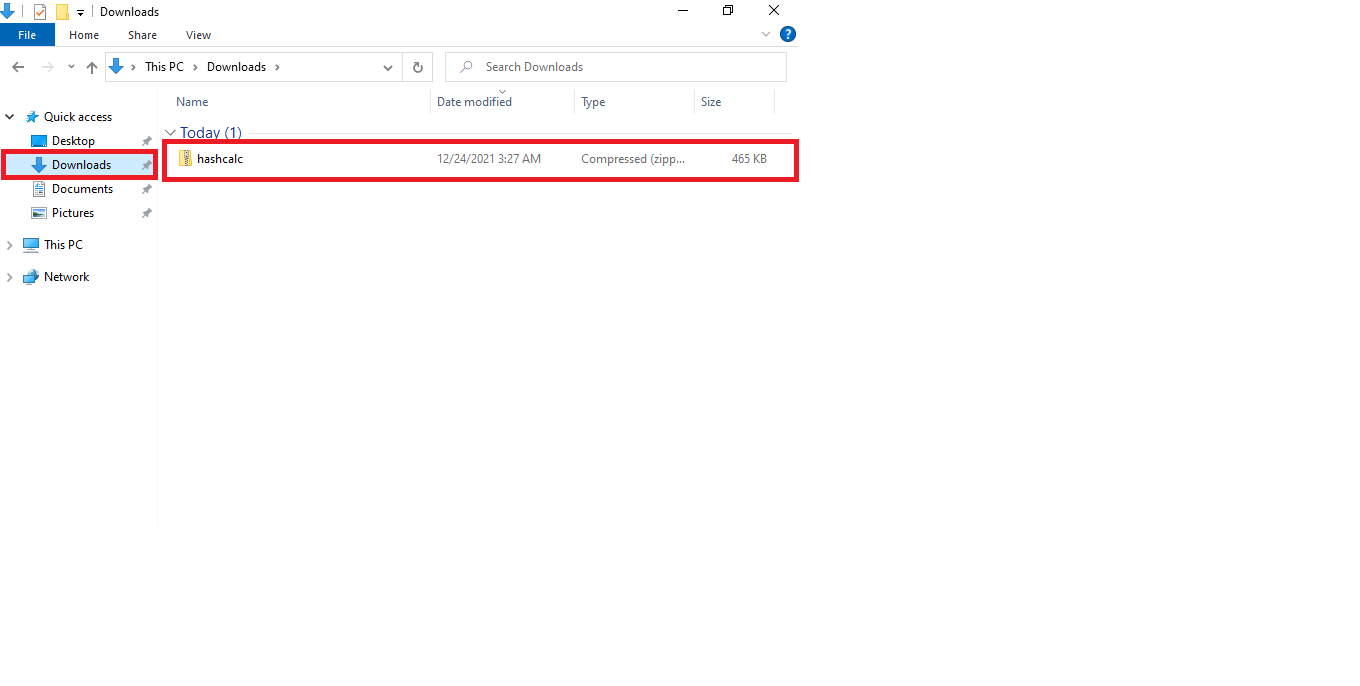 Downloads
File Home Share View
This PC Downloads Search Downloads
Name Date modified Type Size
Quick access
Today (1)
Desktop
hashcalc 12/24/2021 3:27 AM Compressed (zipp... 465 KB
Downloads
Documents
Pictures
This PC
Network